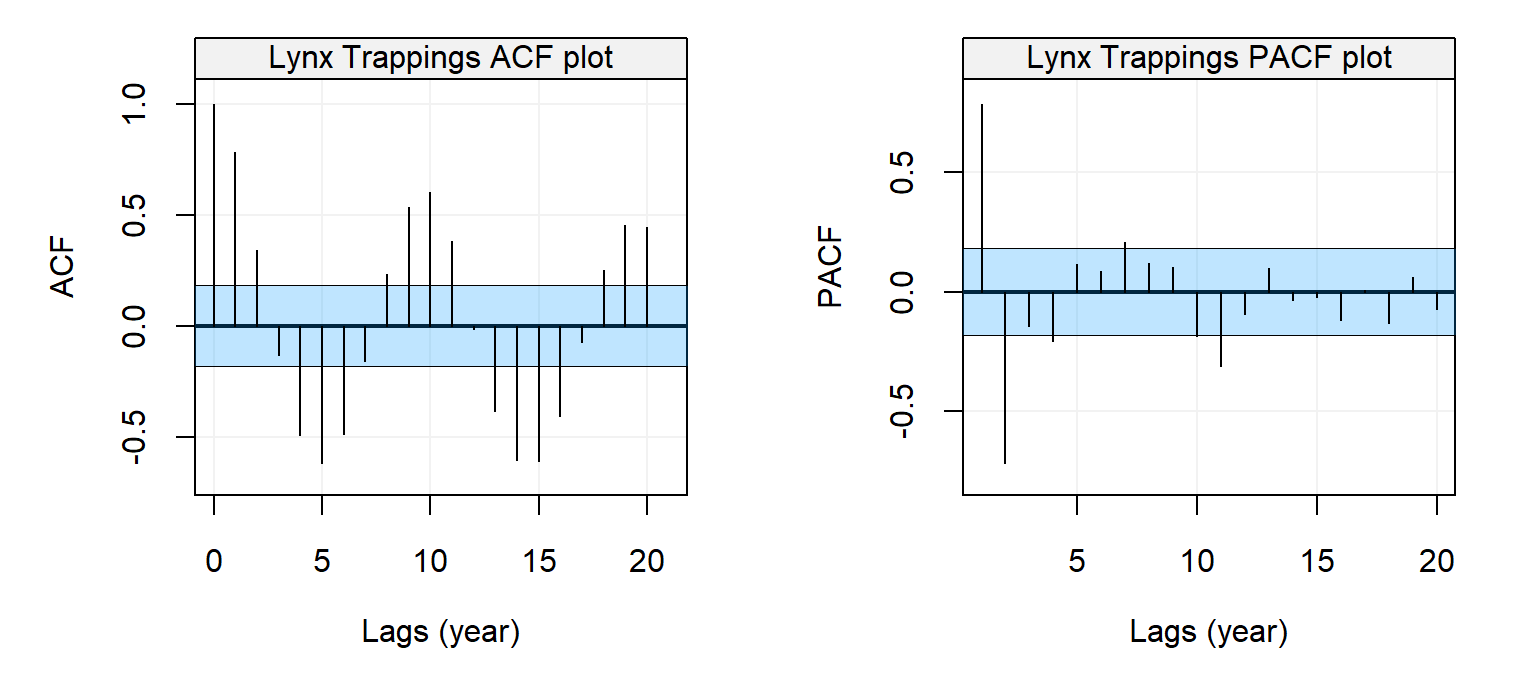 Lynx Trappings ACF plot
ACF
1.0
0.5
0.0
-0.5
0 5 10 15 20
Lags (year)
Lynx Trappings PACF plot
PACF
0.5
0.0
-0.5
5 10 15 20
Lags (year)